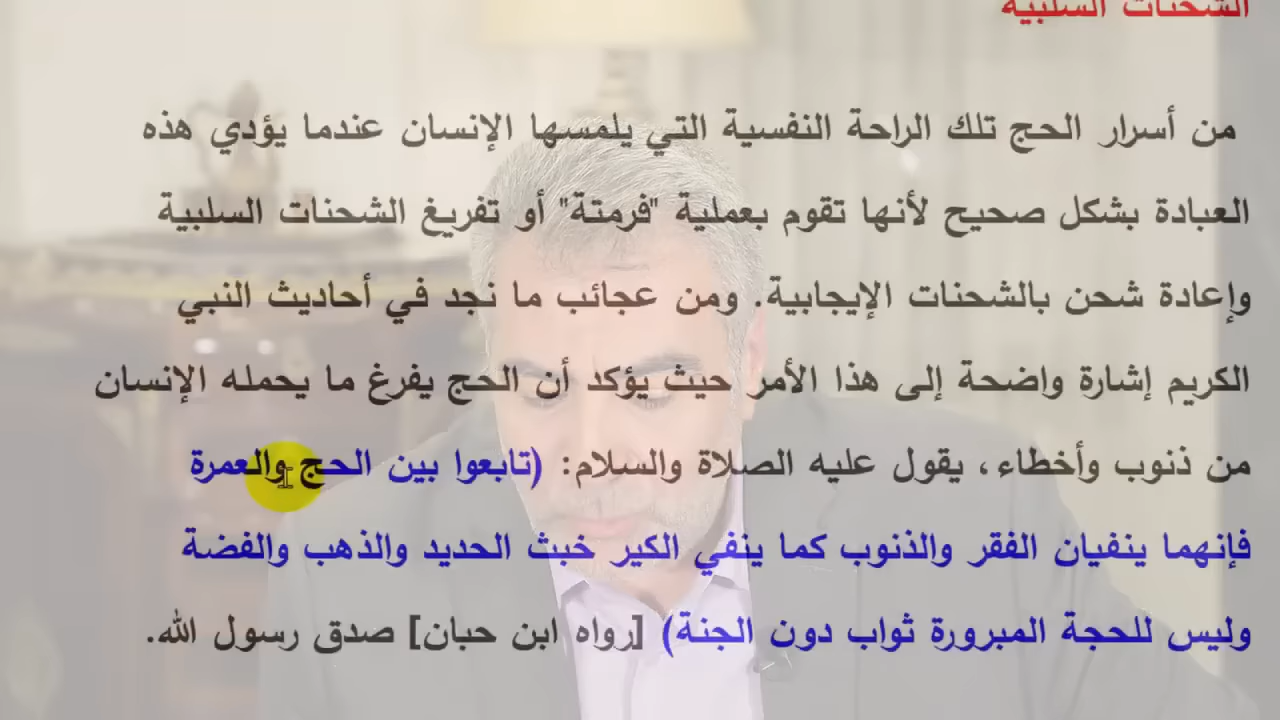 الشحنات السلبية
من أسرار الحج تلك الراحة النفسية التي يلمسها الإنسان عندما يؤدي هذه
العبادة بشكل صحيح لأنها تقوم بعملية "فرمتة" أو تفريغ الشحنات السلبية
وإعادة شحن بالشحنات الإيجابية. ومن عجائب ما نجد في أحاديث النبي
الكريم إشارة واضحة إلى هذا الأمر حيث يؤكد أن الحج يفرغ ما يحمله الإنسان
من ذنوب وأخطاء، يقول عليه الصلاة والسلام: (تابعوا بين الحج والعمرة
فإنهما ينفيان الفقر والذنوب كما ينفي الكير خبث الحديد والذهب والفضة
وليس للحجة المبرورة ثواب دون الجنة) [رواه ابن حبان] صدق رسول الله.